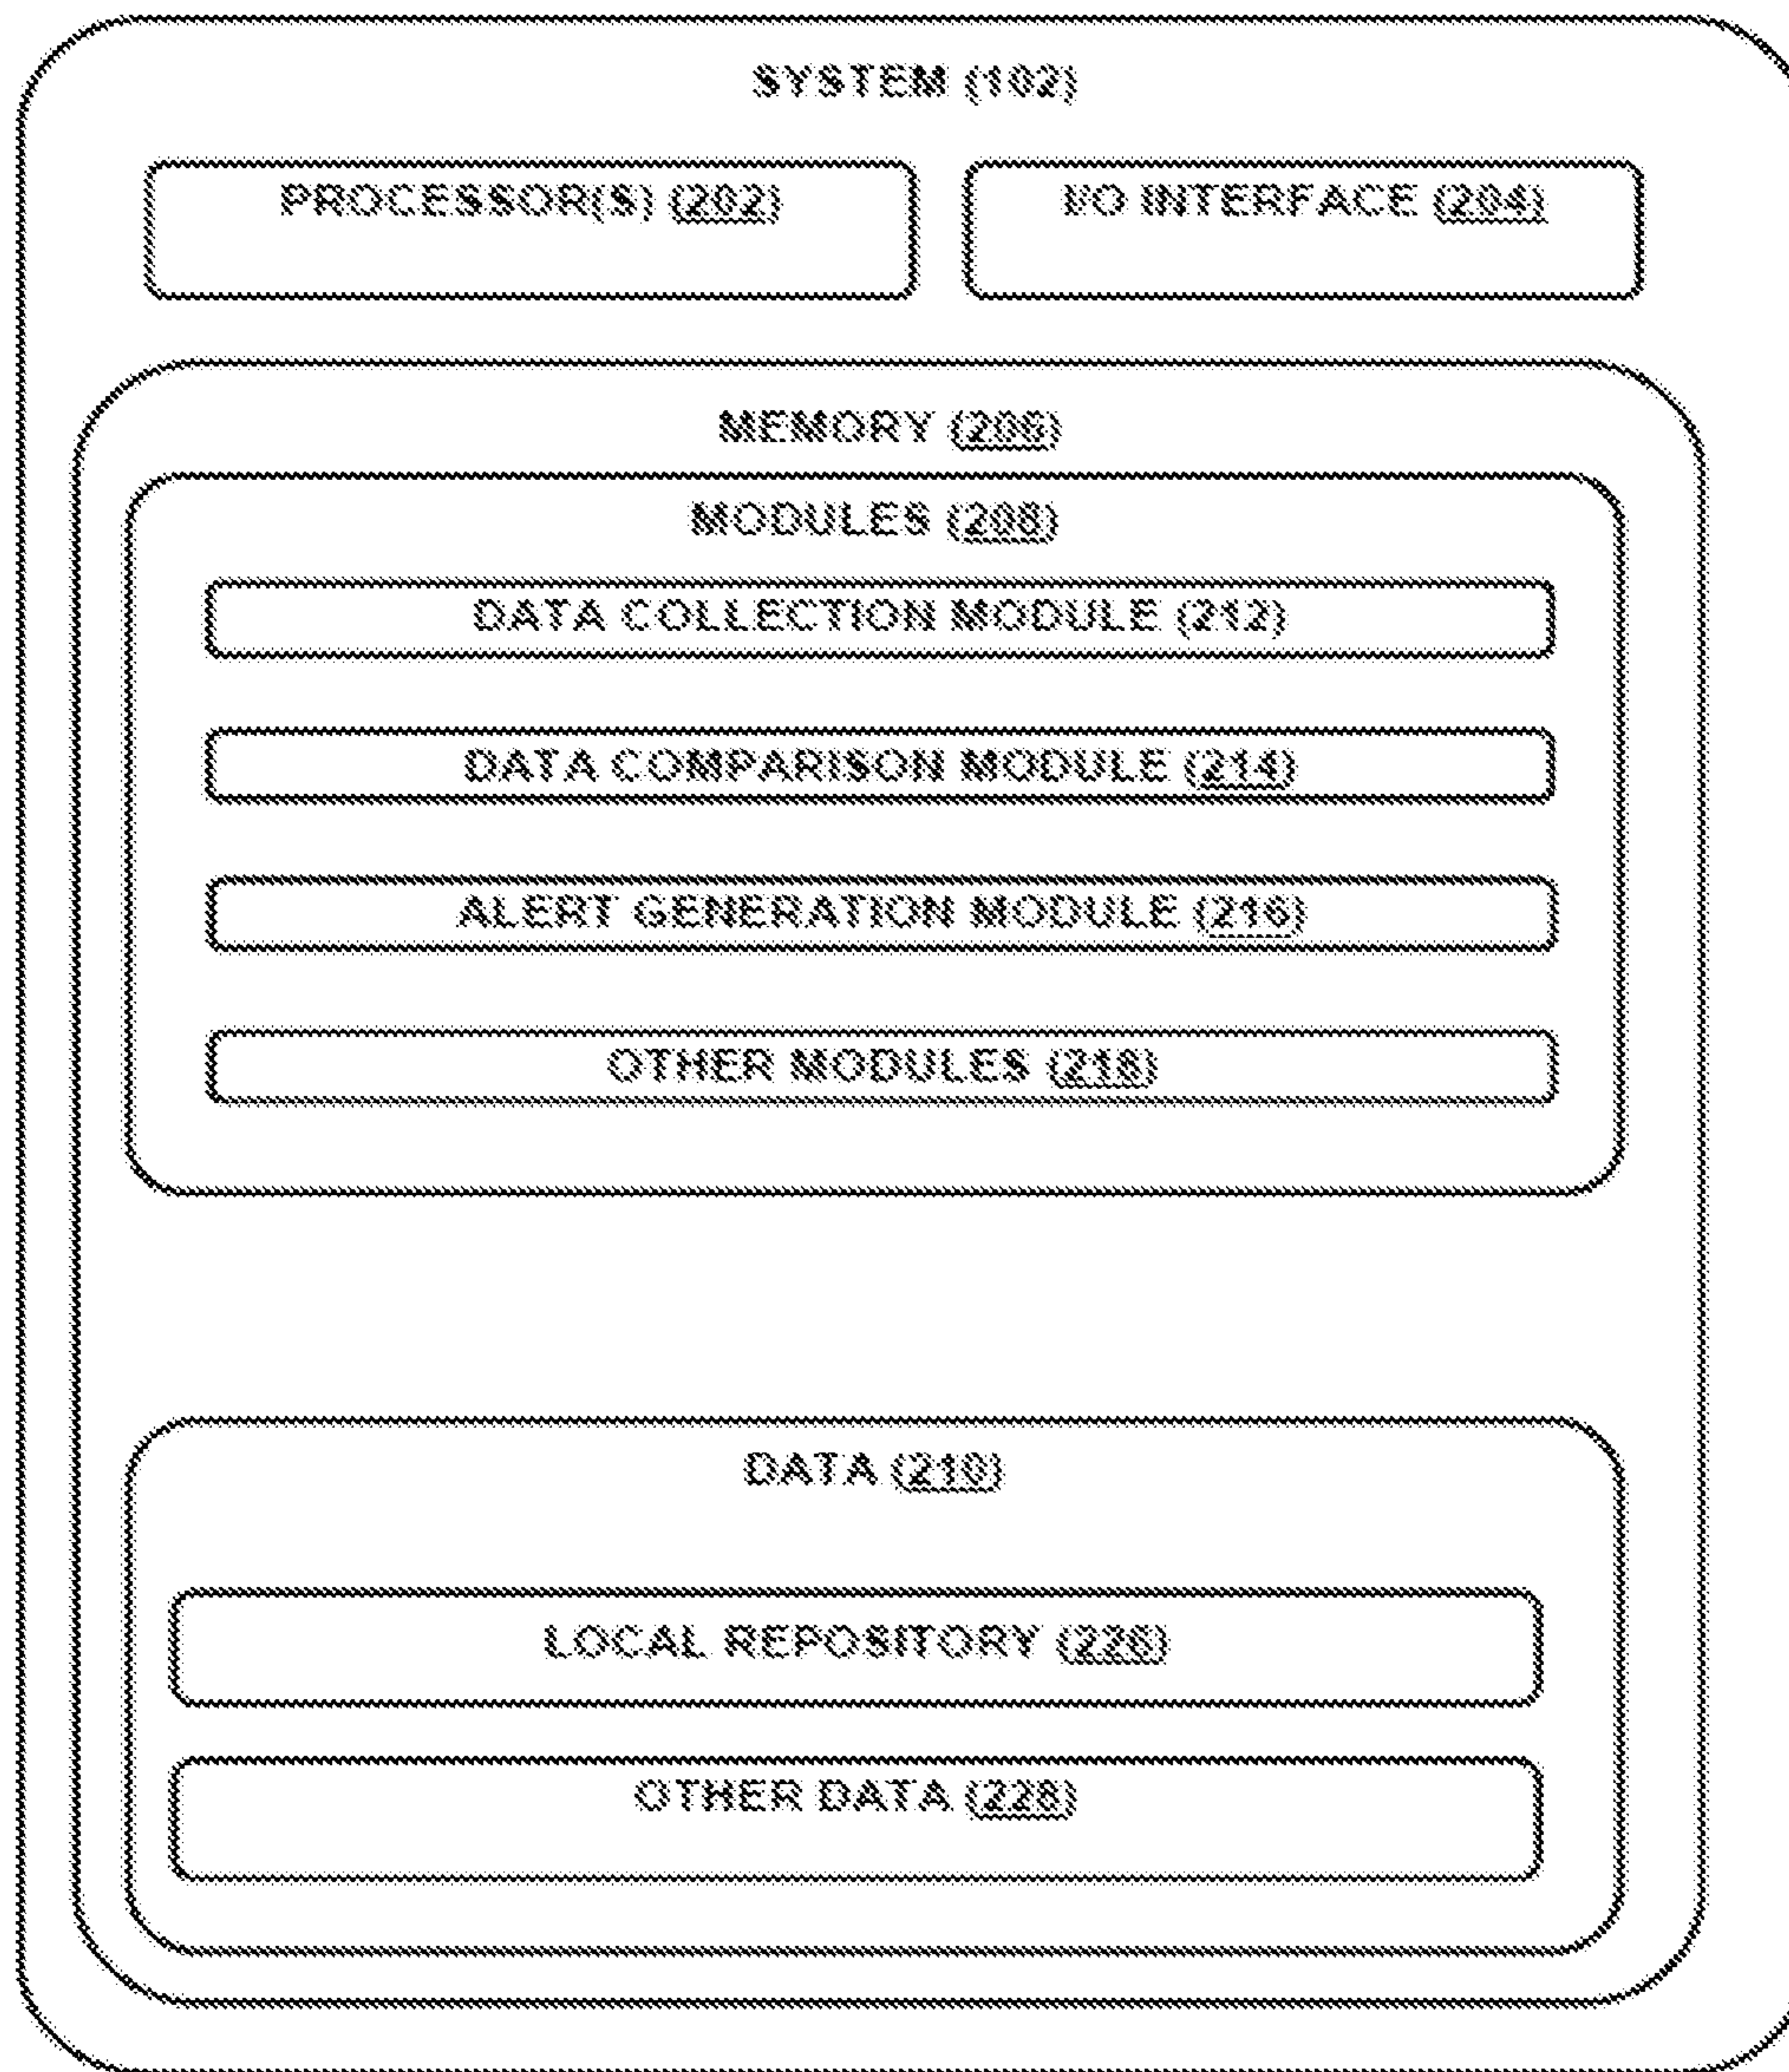 SYSTEM (102)
PROCESSOR(S) (202)
I/O INTERFACE (204)
MEMORY (206)
MODULES (208)
DATA COLLECTION MODULE (212)
DATA COMPARISON MODULE (214)
ALERT GENERATION MODULE (216)
OTHER MODULES (218)
DATA (210)
LOCAL REPOSITORY (226)
OTHER DATA (228)